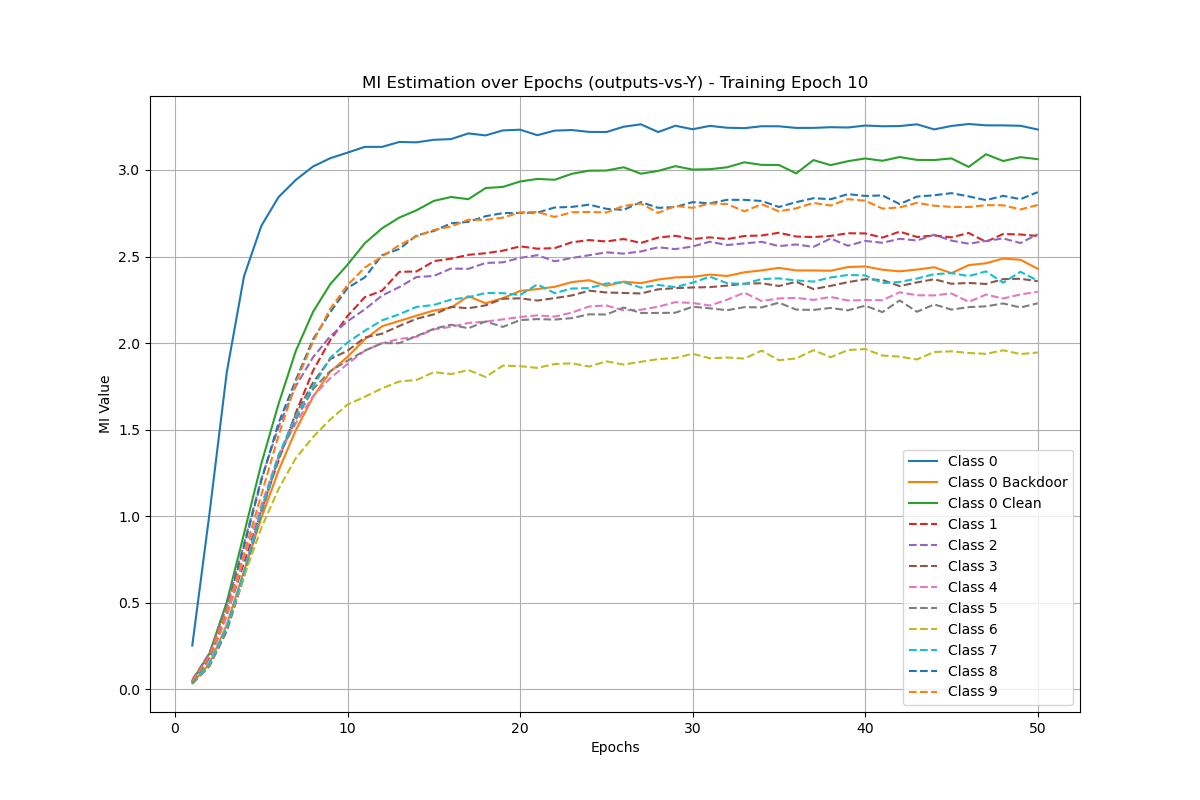 MI Estimation over Epochs (outputs-vs-Y) - Training Epoch 10
MI Value
3.0
2.5
2.0
1.5
1.0
0.5
0.0
0 10 20 30 40 50
Epochs
Class 0
Class 0 Backdoor
Class 0 Clean
Class 1
Class 2
Class 3
Class 4
Class 5
Class 6
Class 7
Class 8
Class 9